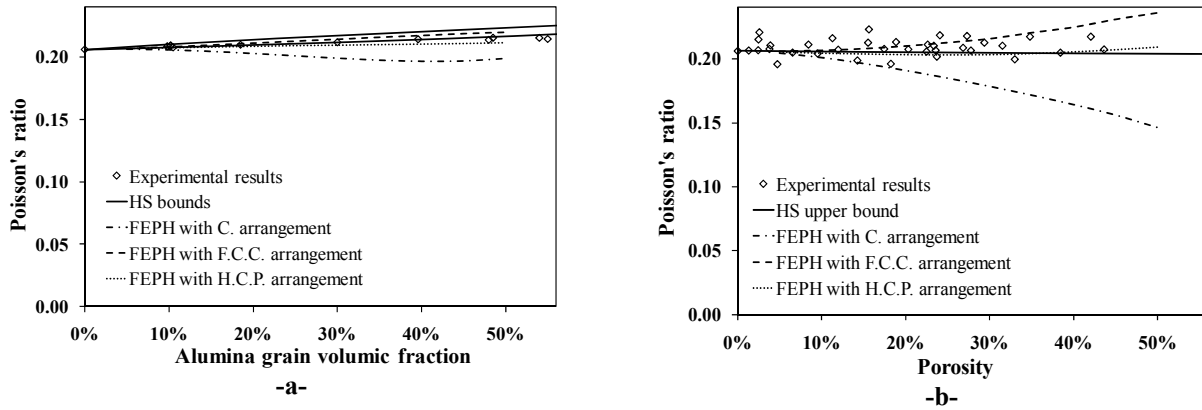 0.20
0.15
0.10
0.05
0.00
Poisson's ratio
Experimental results
HS bounds
FEPH with C. arrangement
FEPH with F.C.C. arrangement
FEPH with H.C.P. arrangement
0% 10% 20% 30% 40% 50%
Alumina grain volumic fraction
-a-
0.20
0.15
0.10
0.05
0.00
Poisson's ratio
Experimental results
HS upper bound
FEPH with C. arrangement
FEPH with F.C.C. arrangement
FEPH with H.C.P. arrangement
0% 10% 20% 30% 40% 50%
Porosity
-b-